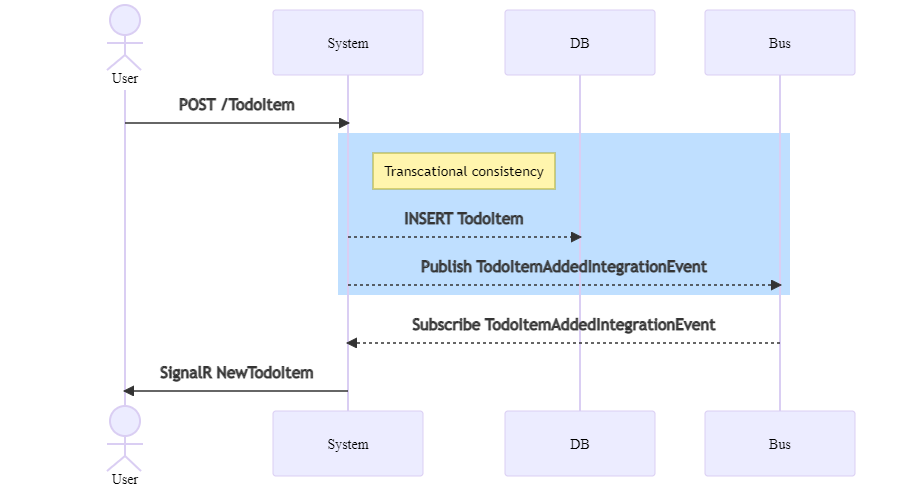 System
DB
Bus
User
POST /TodoItem
Transcational consistency
INSERT TodoItem
Publish TodoItemAddedIntegrationEvent
Subscribe TodoItemAddedIntegrationEvent
SignalR NewTodoItem
System
DB
Bus
User